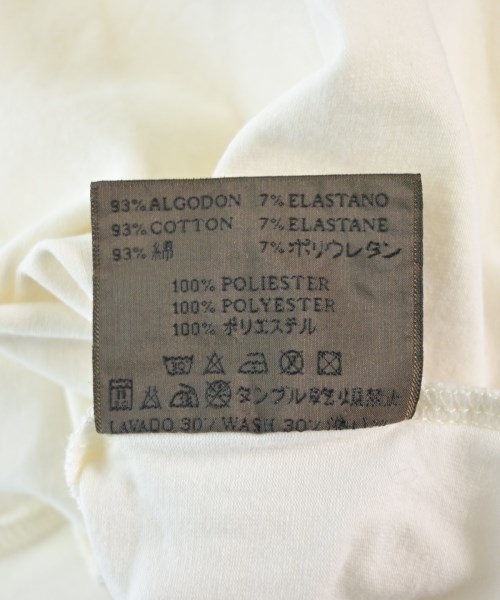 93% ALGODON 7% ELASTANO
93% COTTON 7% ELASTANE
93% 綿 7% ポリウレタン
100% POLIESTER
100% POLYESTER
100% ポリエステル
30°
タンブル 禁止
LAVADO 30° WASH 30°